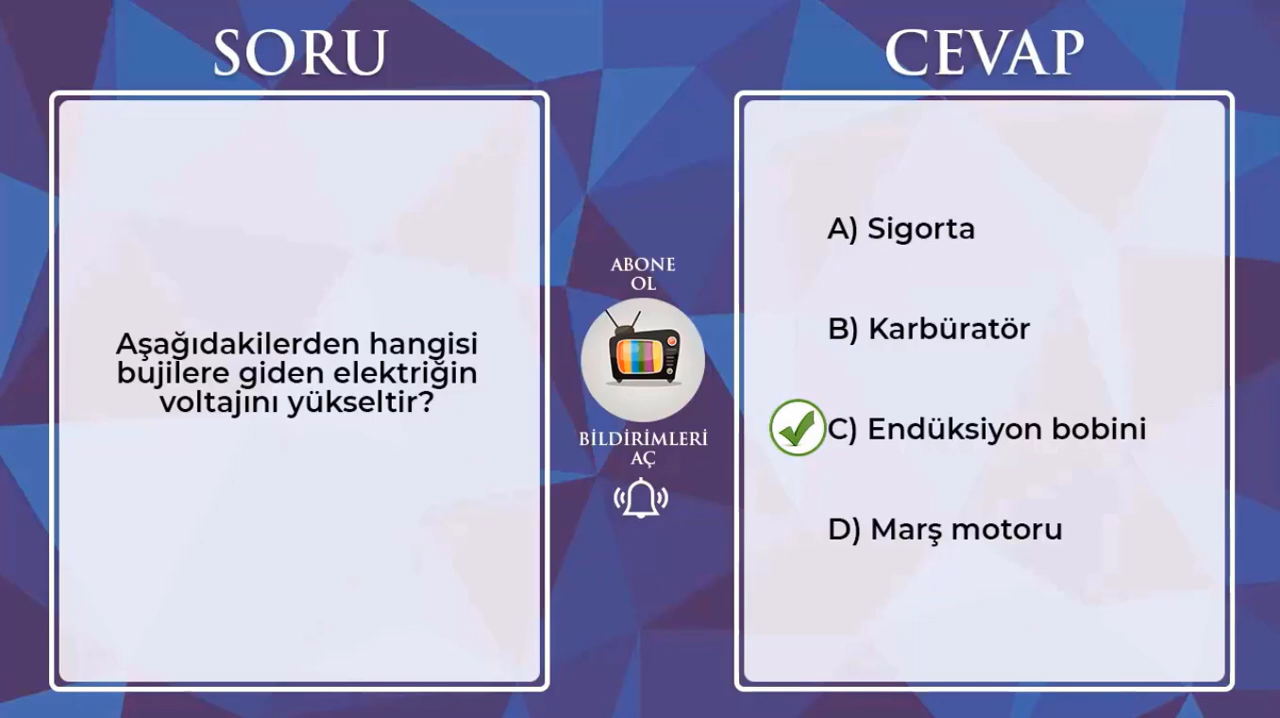 SORU
Aşağıdakilerden hangisi
bujilere giden elektriğin
voltajını yükseltir?
ABONE
OL
BİLDİRİMLERİ
AÇ
CEVAP
A) Sigorta
B) Karbüratör
C) Endüksiyon bobini
D) Marş motoru